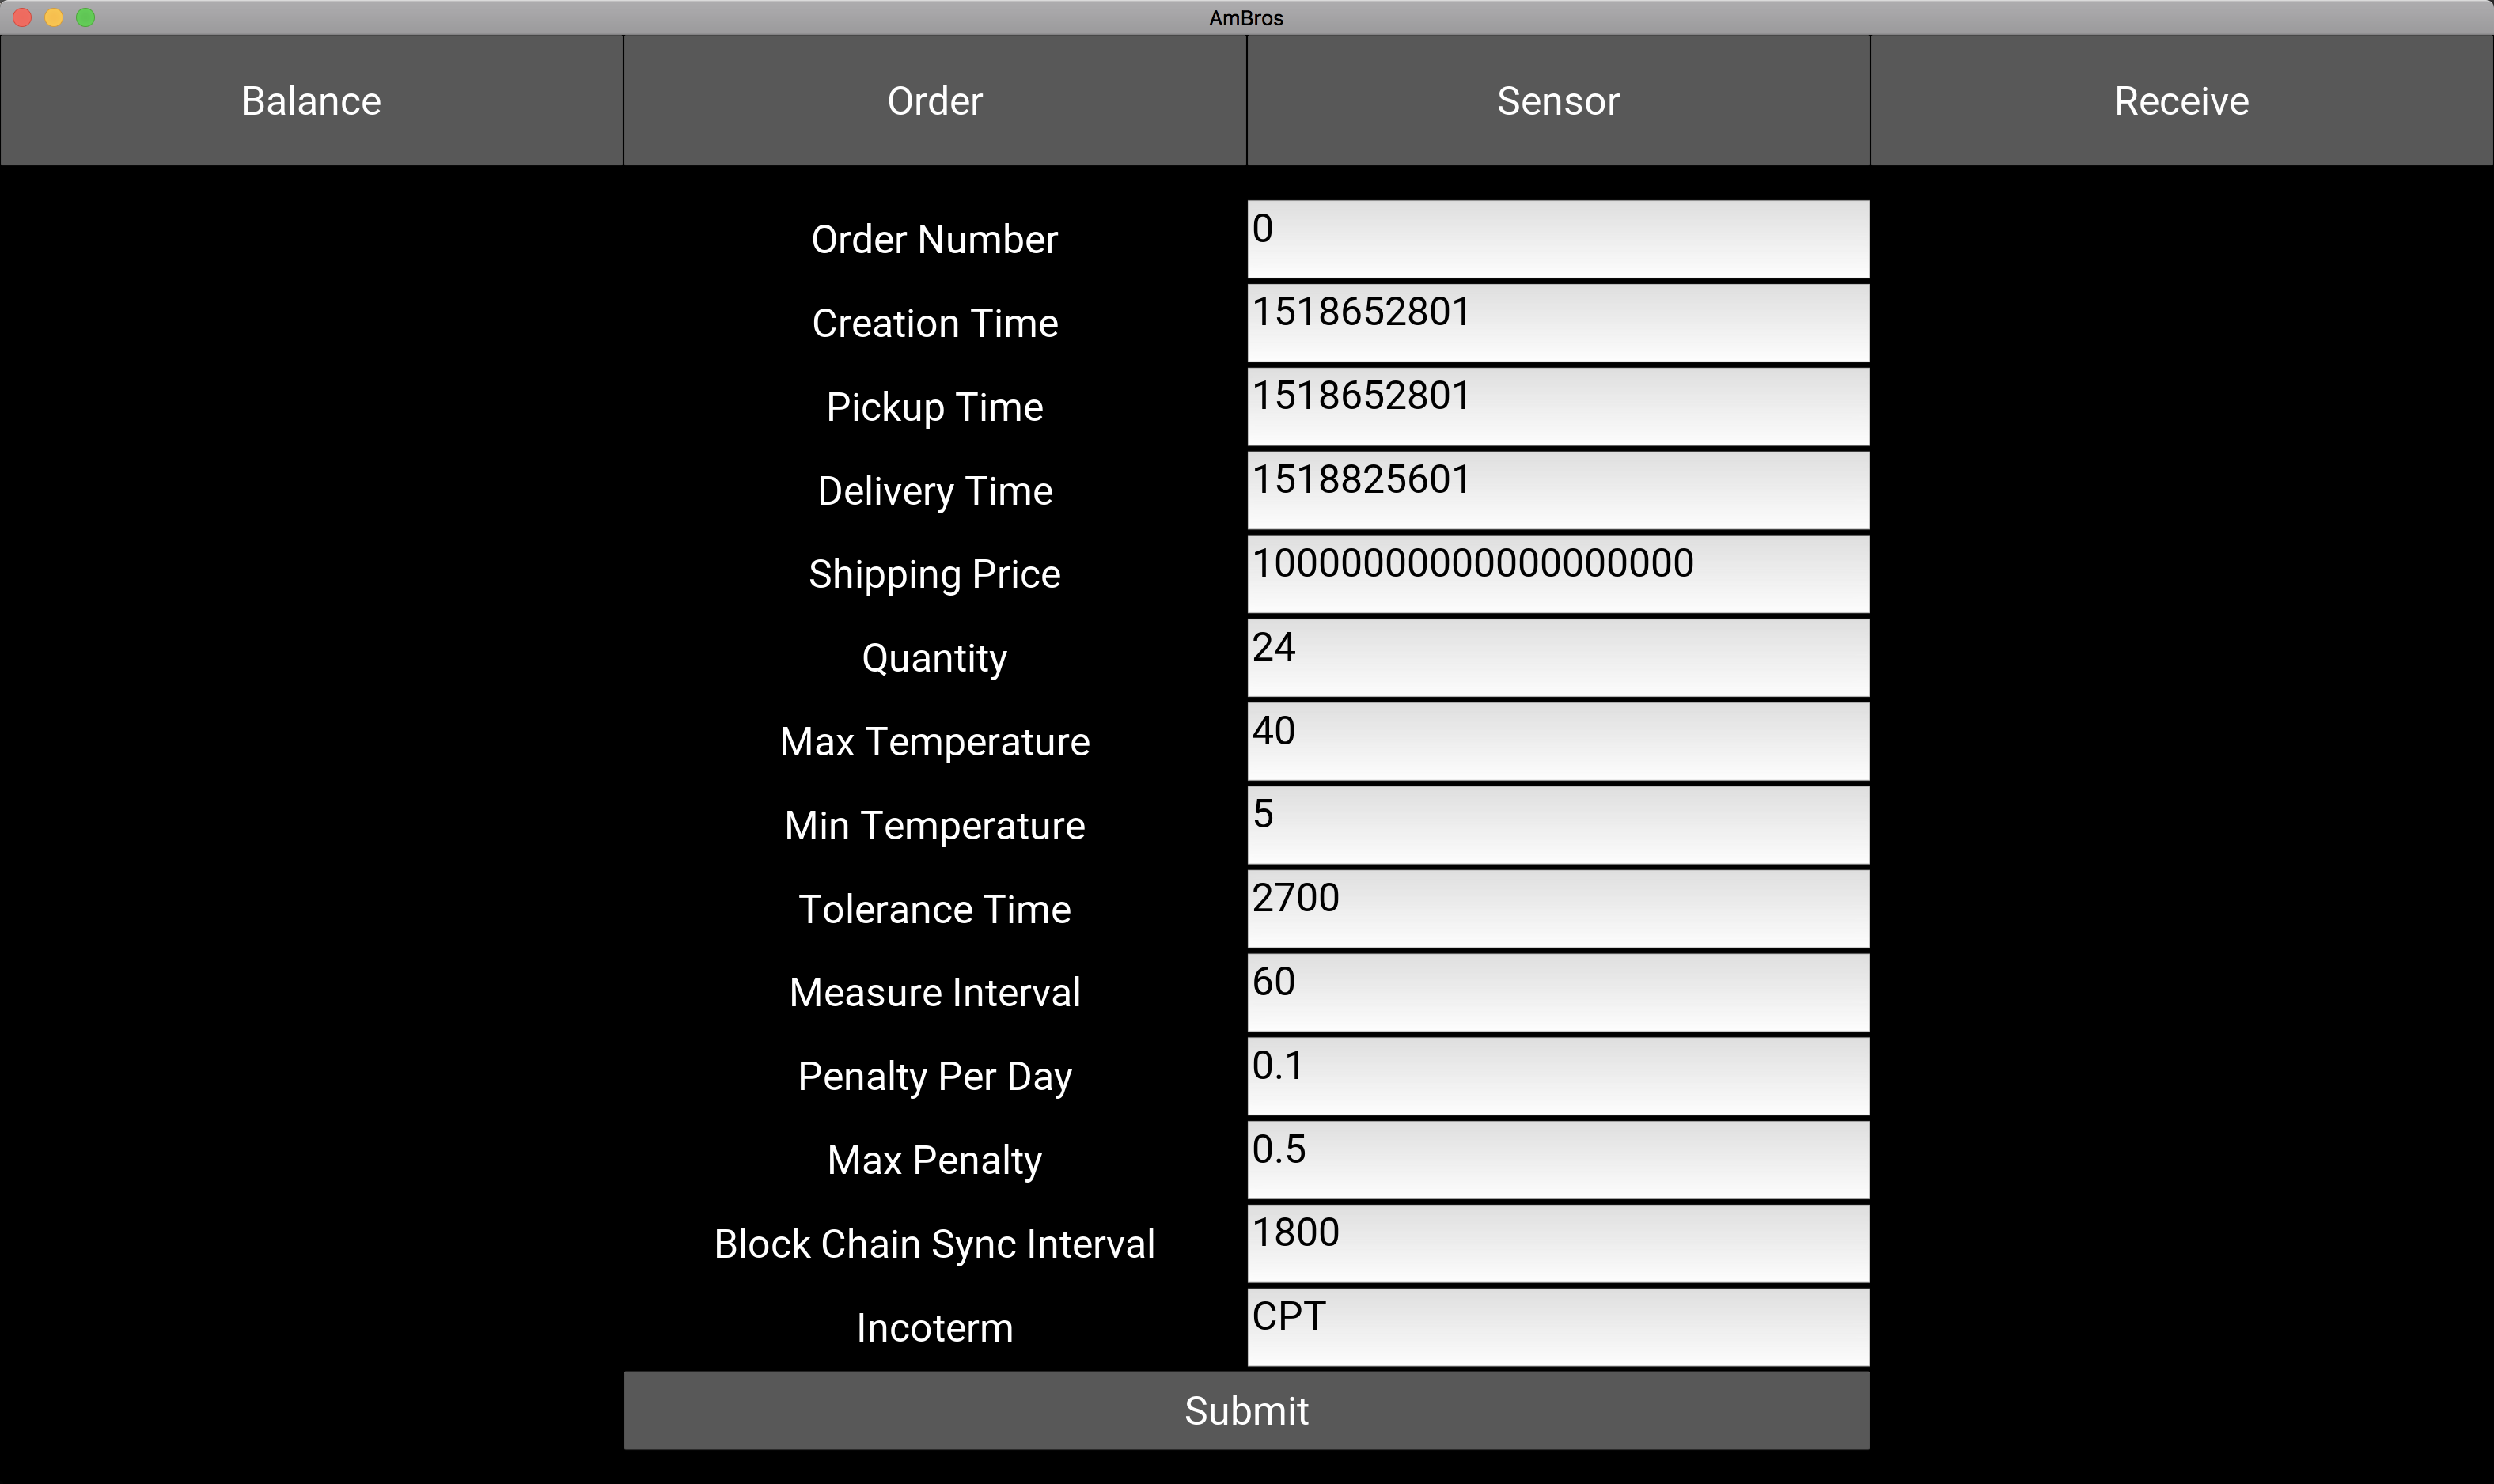 AmBros
Balance
Order
Sensor
Receive
Order Number
0
Creation Time
1518652801
Pickup Time
1518652801
Delivery Time
1518825601
Shipping Price
10000000000000000000
Quantity
24
Max Temperature
40
Min Temperature
5
Tolerance Time
2700
Measure Interval
60
Penalty Per Day
0.1
Max Penalty
0.5
Block Chain Sync Interval
1800
Incoterm
CPT
Submit